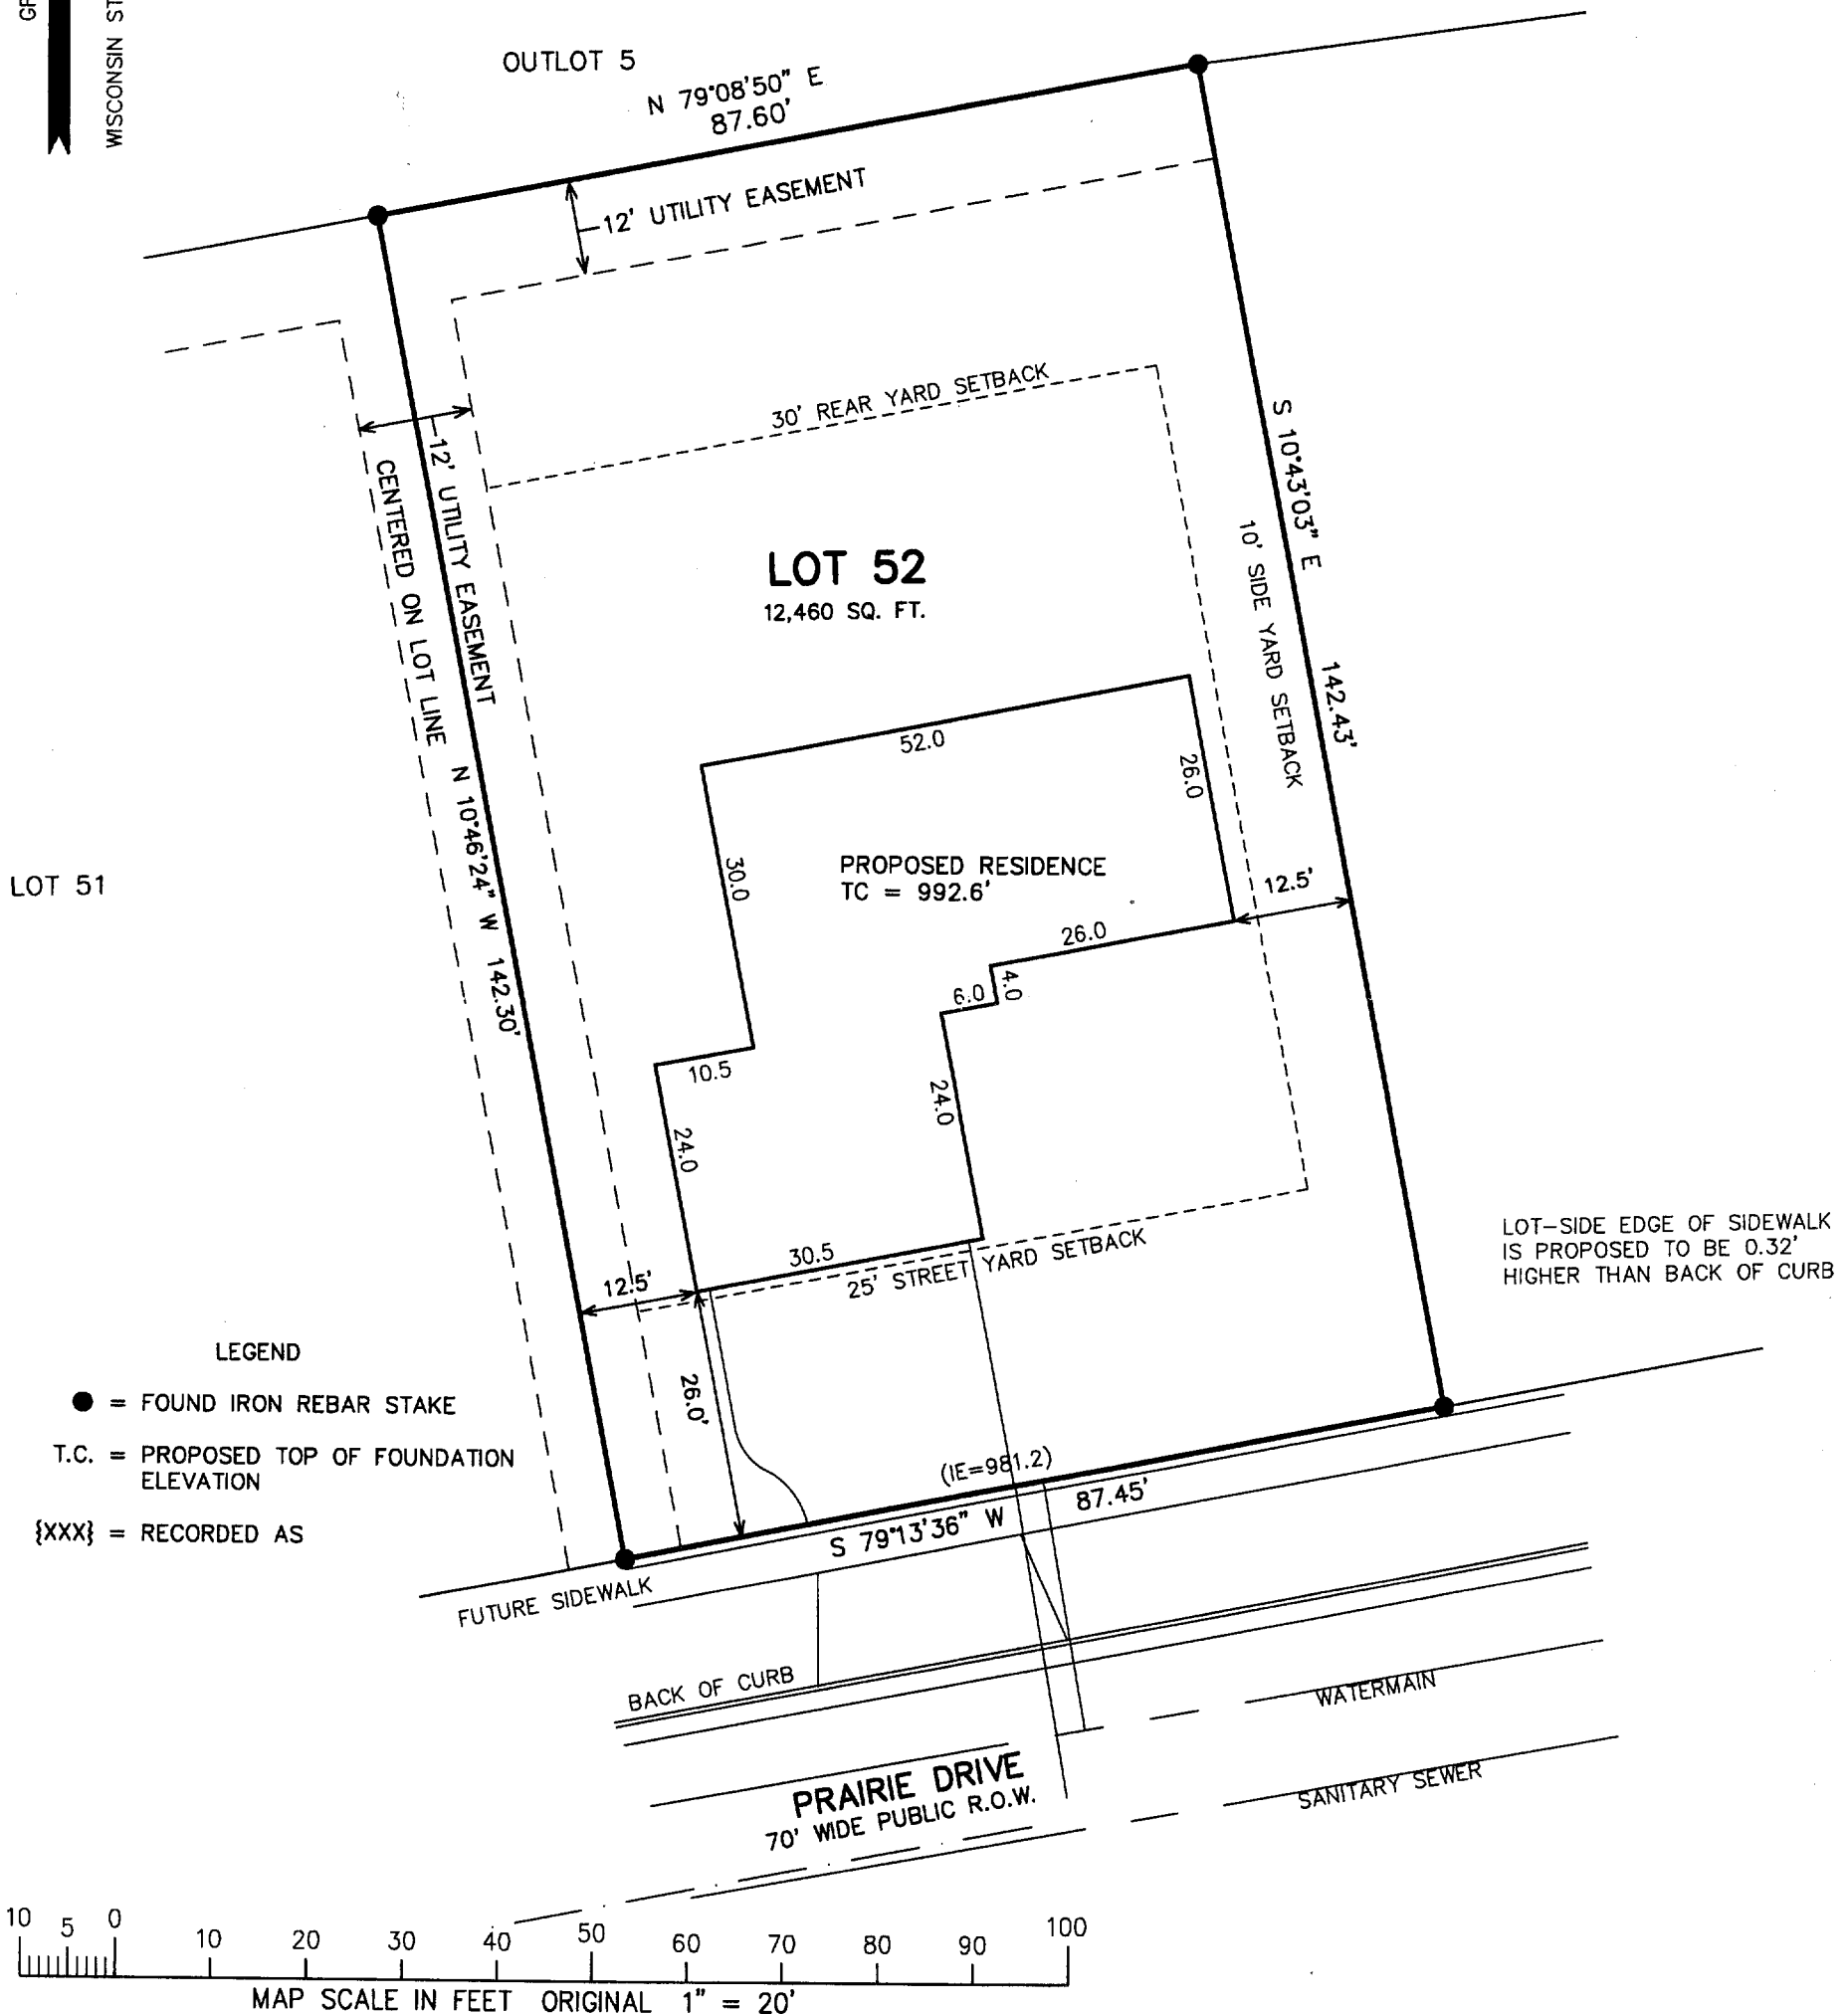 WISCONSIN
OUTLOT 5
N 79°08'50" E
87.60'
12' UTILITY EASEMENT
30' REAR YARD SETBACK
S 10°43'03" E
142.43'
10' SIDE YARD SETBACK
12' UTILITY EASEMENT
CENTERED ON LOT LINE
N 10°46'24" W
142.30'
LOT 52
12,460 SQ. FT.
52.0
26.0
30.0
PROPOSED RESIDENCE
TC = 992.6'
12.5'
26.0
4.0
6.0
10.5
24.0
24.0
30.5
LOT 51
12.5'
25' STREET YARD SETBACK
26.0'
LOT-SIDE EDGE OF SIDEWALK
IS PROPOSED TO BE 0.32'
HIGHER THAN BACK OF CURB
LEGEND
● = FOUND IRON REBAR STAKE
T.C. = PROPOSED TOP OF FOUNDATION
ELEVATION
{XXX} = RECORDED AS
(IE=981.2)
S 79°13'36" W
87.45'
FUTURE SIDEWALK
BACK OF CURB
WATERMAIN
SANITARY SEWER
PRAIRIE DRIVE
70' WIDE PUBLIC R.O.W.
10 5 0 10 20 30 40 50 60 70 80 90 100
MAP SCALE IN FEET ORIGINAL 1" = 20'